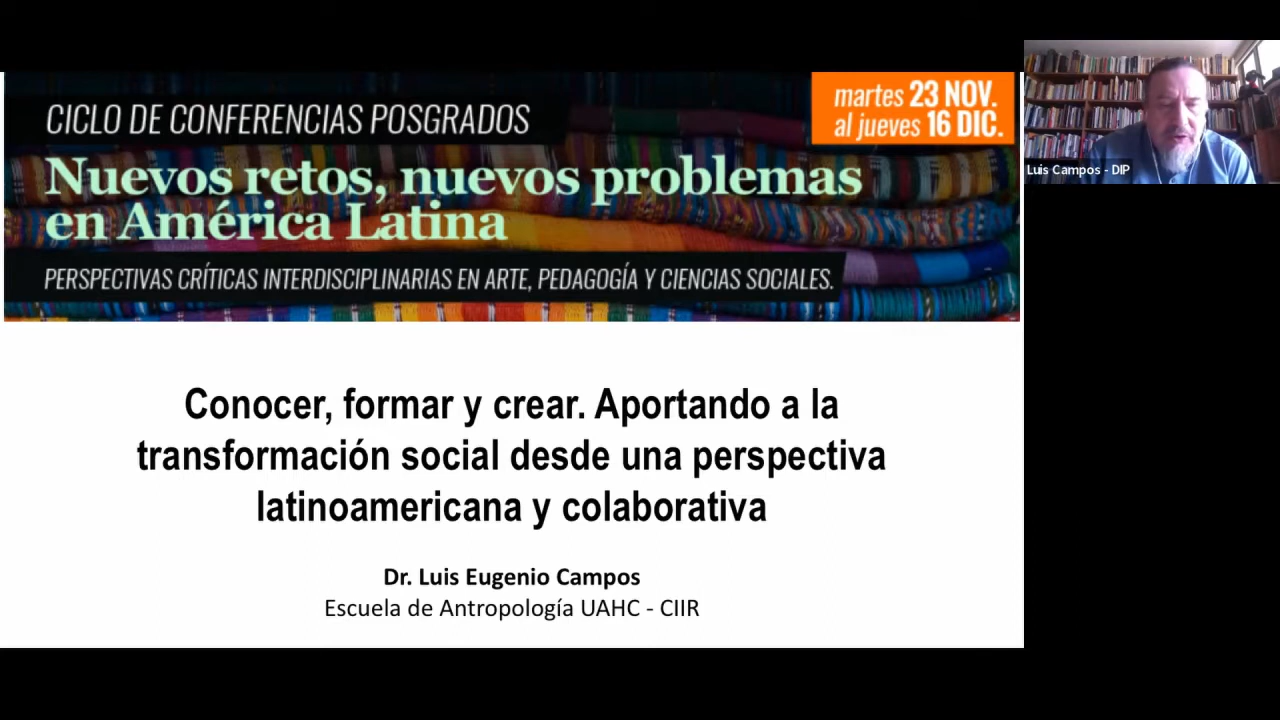 CICLO DE CONFERENCIAS POSGRADOS
Nuevos retos, nuevos problemas
en América Latina
PERSPECTIVAS CRÍTICAS INTERDISCIPLINARIAS EN ARTE, PEDAGOGÍA Y CIENCIAS SOCIALES.
martes 23 NOV.
al jueves 16 DIC.
Luis Campos - DIP
Conocer, formar y crear. Aportando a la
transformación social desde una perspectiva
latinoamericana y colaborativa
Dr. Luis Eugenio Campos
Escuela de Antropología UAHC - CIIR